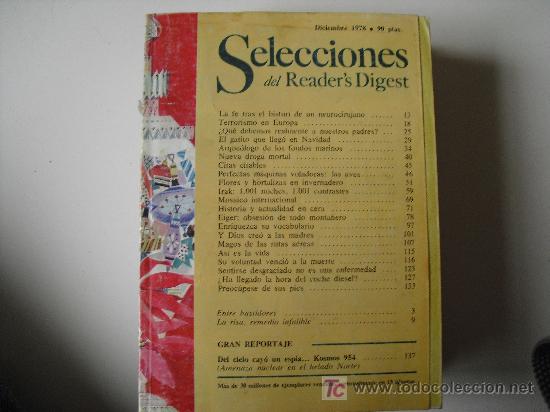 Diciembre 1978 • 99 ptas.
Selecciones
del Reader's Digest
La fe tras el bisturí de un neurocirujano 13
Terrorismo en Europa 18
¿Qué debemos realmente a nuestros padres? 25
El gatito que llegó en Navidad 29
Arqueólogo de los fondos marinos 34
Nueva droga mortal 40
Citas citables 45
Perfectas máquinas voladoras: las aves 46
Flores y hortalizas en invernadero 54
Irak: 1.001 noches, 1.001 contrastes 59
Mosaico internacional 69
Historia y actualidad en cera 71
Eiger: obsesión de todo montañero 78
Enriquezca su vocabulario 97
Y Dios creó a las madres 101
Magos de las rutas aéreas 107
Así es la vida 115
Su voluntad venció a la muerte 116
Sentirse desgraciado no es una enfermedad 123
¿Ha llegado la hora del coche diesel? 127
Preocúpese de sus pies 133
Entre bastidores 3
La risa, remedio infalible 9
GRAN REPORTAJE
Del cielo cayó un espía... Kosmos 954 137
(Amenaza nuclear en el helado Norte)
Más de 30 millones de ejemplares en 15 idiomas
todocoleccion.net